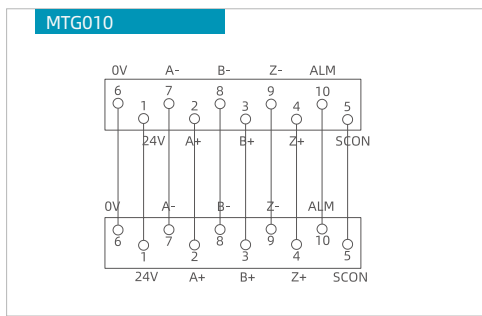 MTG010
0V A- B- Z- ALM
6 7 8 9 10
1 2 3 4 5
24V A+ B+ Z+ SCON
0V A- B- Z- ALM
6 7 8 9 10
1 2 3 4 5
24V A+ B+ Z+ SCON